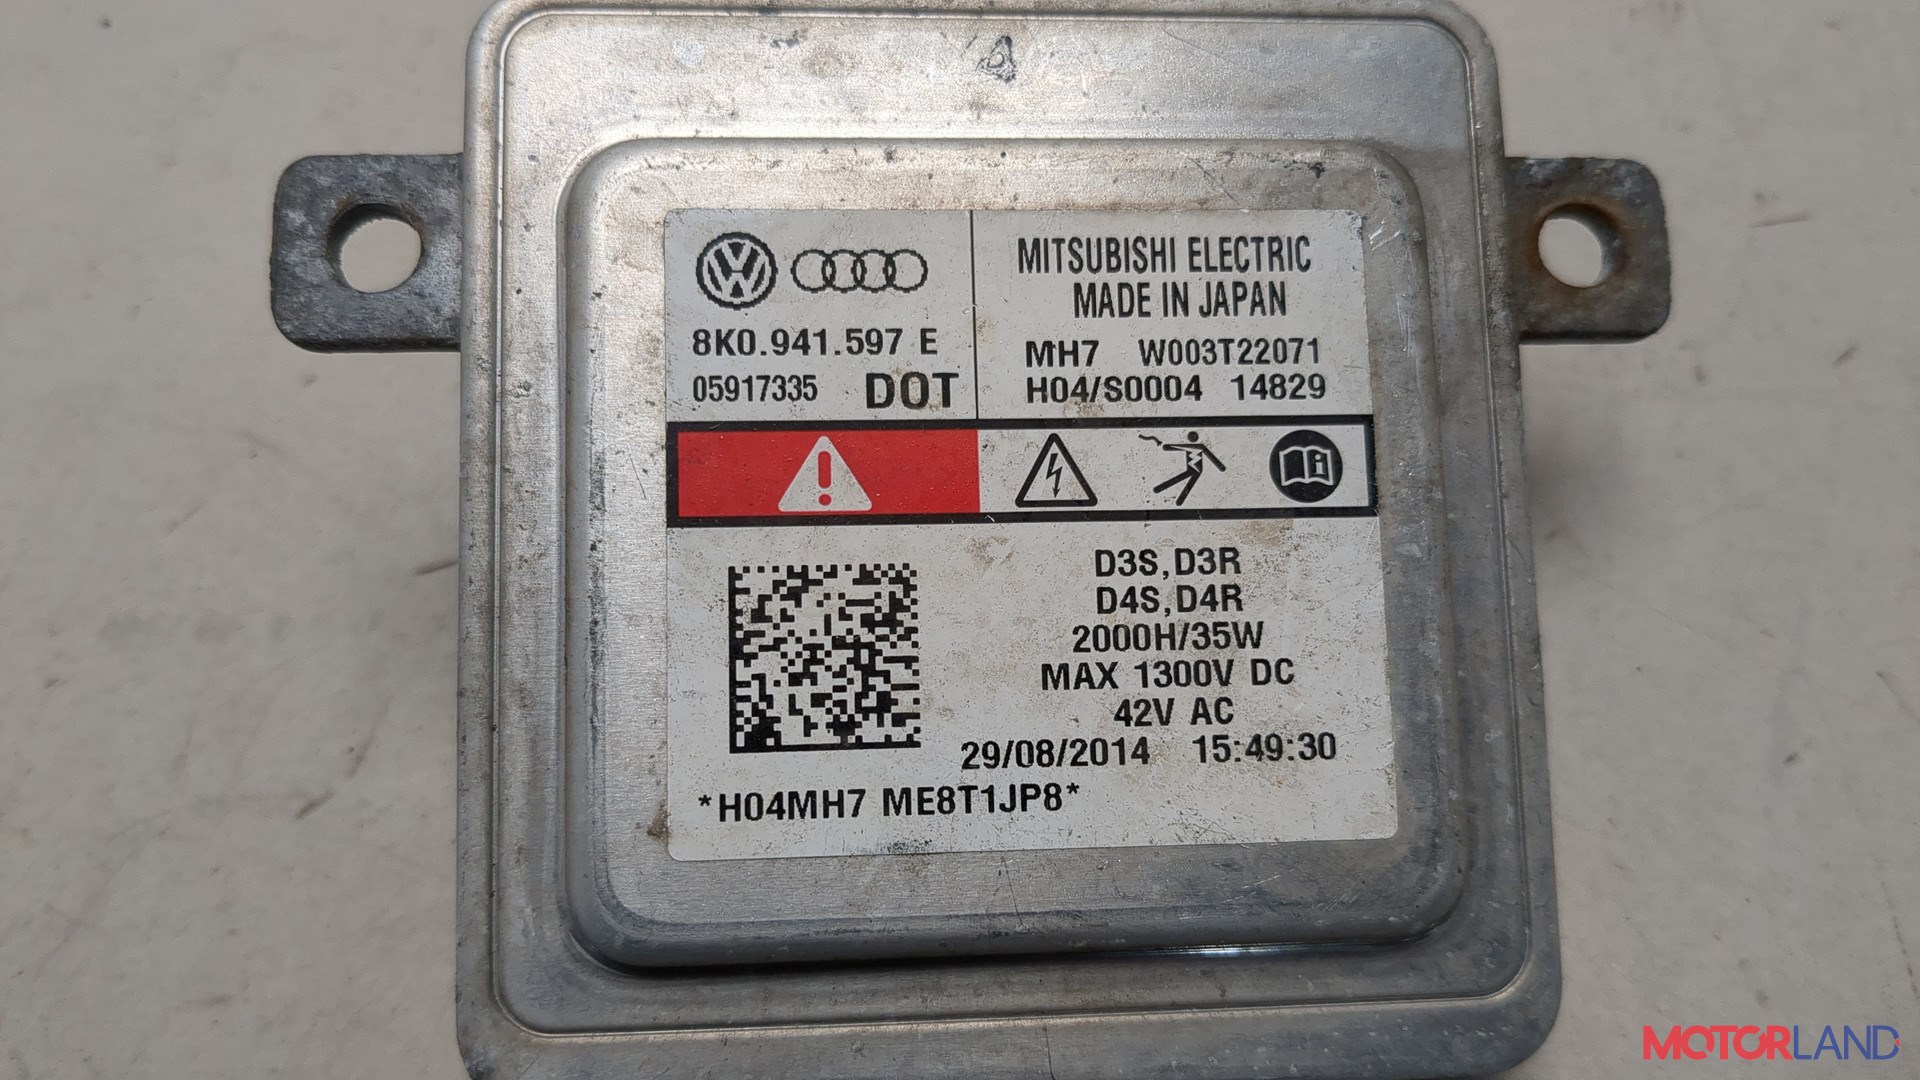 8K0.941.597 E
05917335 DOT
MITSUBISHI ELECTRIC
MADE IN JAPAN
MH7 W003T22071
H04/S0004 14829
D3S,D3R
D4S,D4R
2000H/35W
MAX 1300V DC
42V AC
29/08/2014 15:49:30
*H04MH7 ME8T1JP8*
MOTORLAND